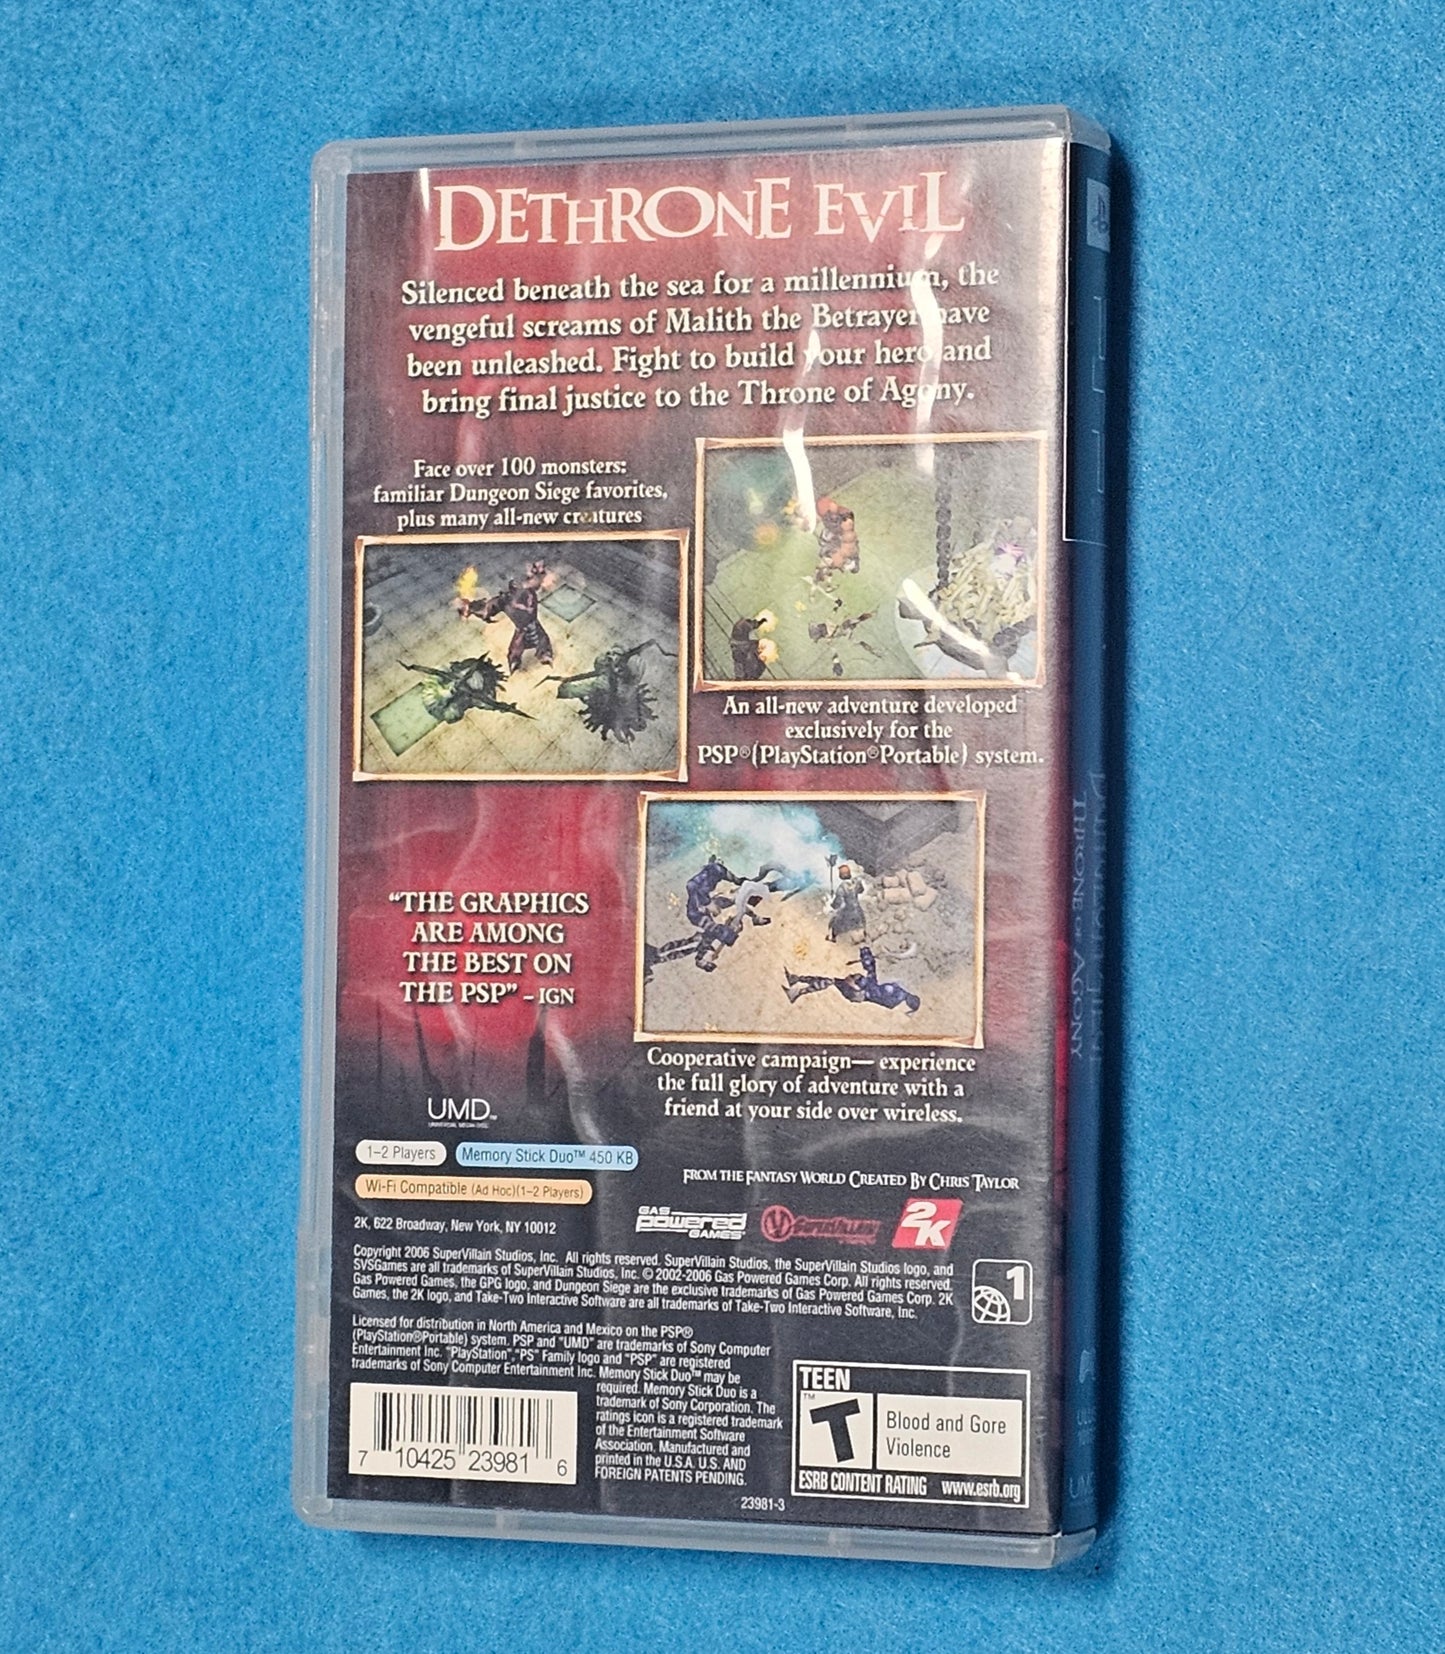 DETHRONE EVIL
Silenced beneath the sea for a millennium, the
vengeful screams of Malith the Betrayer have
been unleashed. Fight to build your hero and
bring final justice to the Throne of Agony.
Face over 100 monsters:
familiar Dungeon Siege favorites,
plus many all-new creatures
An all-new adventure developed
exclusively for the
PSP®(PlayStation®Portable) system.
“THE GRAPHICS
ARE AMONG
THE BEST ON
THE PSP” – IGN
Cooperative campaign— experience
the full glory of adventure with a
friend at your side over wireless.
UMD™
UNIVERSAL MEDIA DISC
1-2 Players
Memory Stick Duo™ 450 KB
Wi-Fi Compatible (Ad Hoc)(1-2 Players)
FROM THE FANTASY WORLD CREATED BY CHRIS TAYLOR
2K, 622 Broadway, New York, NY 10012
GAS
powered
GAMES
SUPERVILLAIN
2K
Copyright 2006 SuperVillain Studios, Inc. All rights reserved. SuperVillain Studios, the SuperVillain Studios logo, and
SVSGames are all trademarks of SuperVillain Studios, Inc. © 2002-2006 Gas Powered Games Corp. All rights reserved.
Gas Powered Games, the GPG logo, and Dungeon Siege are the exclusive trademarks of Gas Powered Games Corp. 2K
Games, the 2K logo, and Take-Two Interactive Software are all trademarks of Take-Two Interactive Software, Inc.
1
Licensed for distribution in North America and Mexico on the PSP®
(PlayStation®Portable) system. PSP and "UMD" are trademarks of Sony Computer
Entertainment Inc. "PlayStation","PS" Family logo and "PSP" are registered
trademarks of Sony Computer Entertainment Inc. Memory Stick Duo™ may be
required. Memory Stick Duo is a
trademark of Sony Corporation. The
ratings icon is a registered trademark
of the Entertainment Software
Association. Manufactured and
printed in the U.S.A. U.S. AND
FOREIGN PATENTS PENDING.
7 10425 23981 6
23981-3
TEEN
T™
Blood and Gore
Violence
ESRB CONTENT RATING www.esrb.org
THRONE OF AGONY